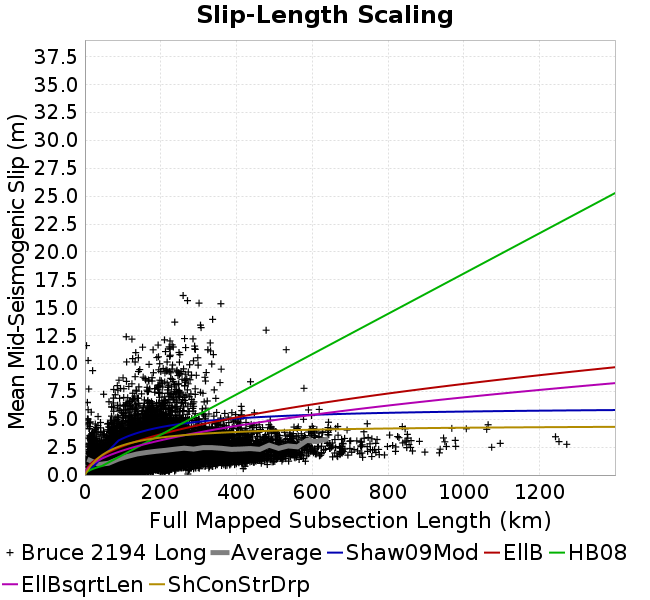 Slip-Length Scaling
Mean Mid-Seismogenic Slip (m)
37.5
35.0
32.5
30.0
27.5
25.0
22.5
20.0
17.5
15.0
12.5
10.0
7.5
5.0
2.5
0.0
0 200 400 600 800 1000 1200
Full Mapped Subsection Length (km)
Bruce 2194 Long Average Shaw09Mod EllB HB08
EllBsqrtLen ShConStrDrp